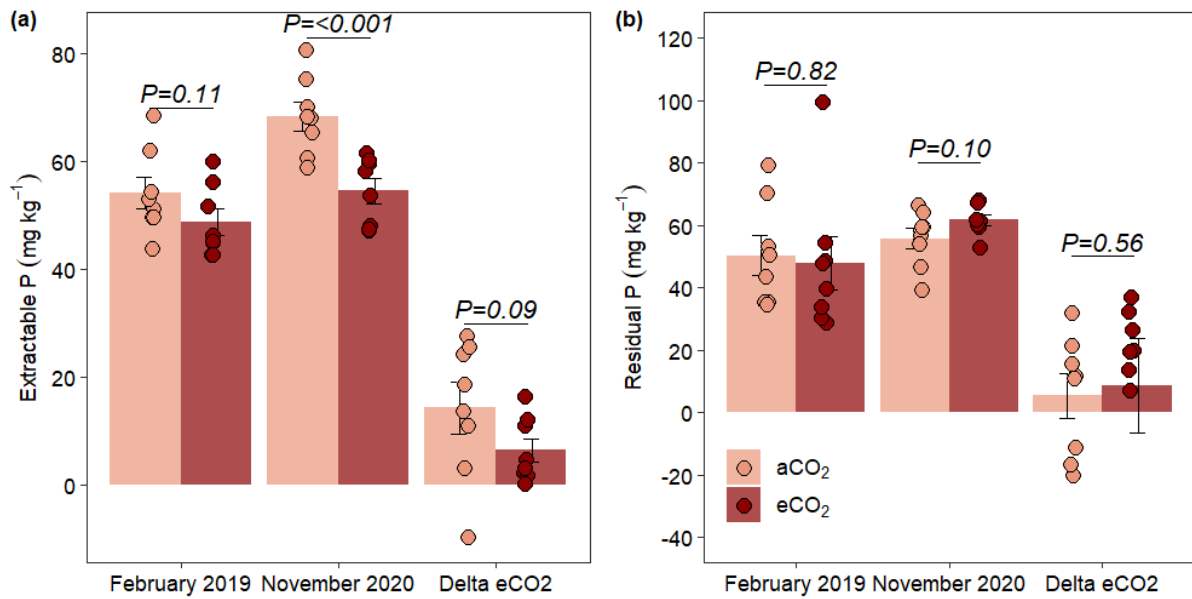 (a)
Extractable P (mg kg⁻¹)
80
60
40
20
0
P=0.11
P=<0.001
P=0.09
February 2019
November 2020
Delta eCO2
(b)
Residual P (mg kg⁻¹)
120
100
80
60
40
20
0
-20
-40
P=0.82
P=0.10
P=0.56
aCO₂
eCO₂
February 2019
November 2020
Delta eCO2